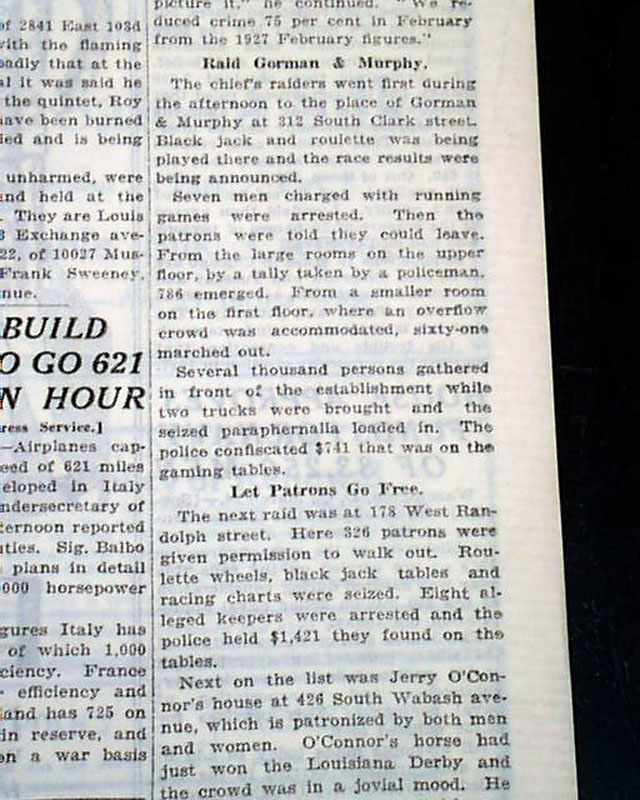 of 2841 East 103d
with the flaming
badly that at the
al it was said he
the quintet, Roy
have been burned
led and is being
unharmed, were
and held at the
. They are Louis
8 Exchange ave-
22, of 10027 Mus-
Frank Sweeney,
nue.
BUILD
O GO 621
N HOUR
ress Service.]
—Airplanes cap-
eed of 621 miles
eloped in Italy
ndersecretary of
ternoon reported
uties. Sig. Balbo
plans in detail
000 horsepower
gures Italy has
of which 1,000
ciency. France
efficiency and
and has 725 on
in reserve, and
on a war basis
picture it," he continued. "We re-
duced crime 75 per cent in February
from the 1927 February figures."
Raid Gorman & Murphy.
The chief's raiders went first during
the afternoon to the place of Gorman
& Murphy at 312 South Clark street.
Black jack and roulette was being
played there and the race results were
being announced.
Seven men charged with running
games were arrested. Then the
patrons were told they could leave.
From the large rooms on the upper
floor, by a tally taken by a policeman,
786 emerged. From a smaller room
on the first floor, where an overflow
crowd was accommodated, sixty-one
marched out.
Several thousand persons gathered
in front of the establishment while
two trucks were brought and the
seized paraphernalia loaded in. The
police confiscated $741 that was on the
gaming tables.
Let Patrons Go Free.
The next raid was at 178 West Ran-
dolph street. Here 326 patrons were
given permission to walk out. Rou-
lette wheels, black jack tables and
racing charts were seized. Eight al-
leged keepers were arrested and the
police held $1,421 they found on the
tables.
Next on the list was Jerry O'Con-
nor's house at 426 South Wabash ave-
nue, which is patronized by both men
and women. O'Connor's horse had
just won the Louisiana Derby and
the crowd was in a jovial mood. He